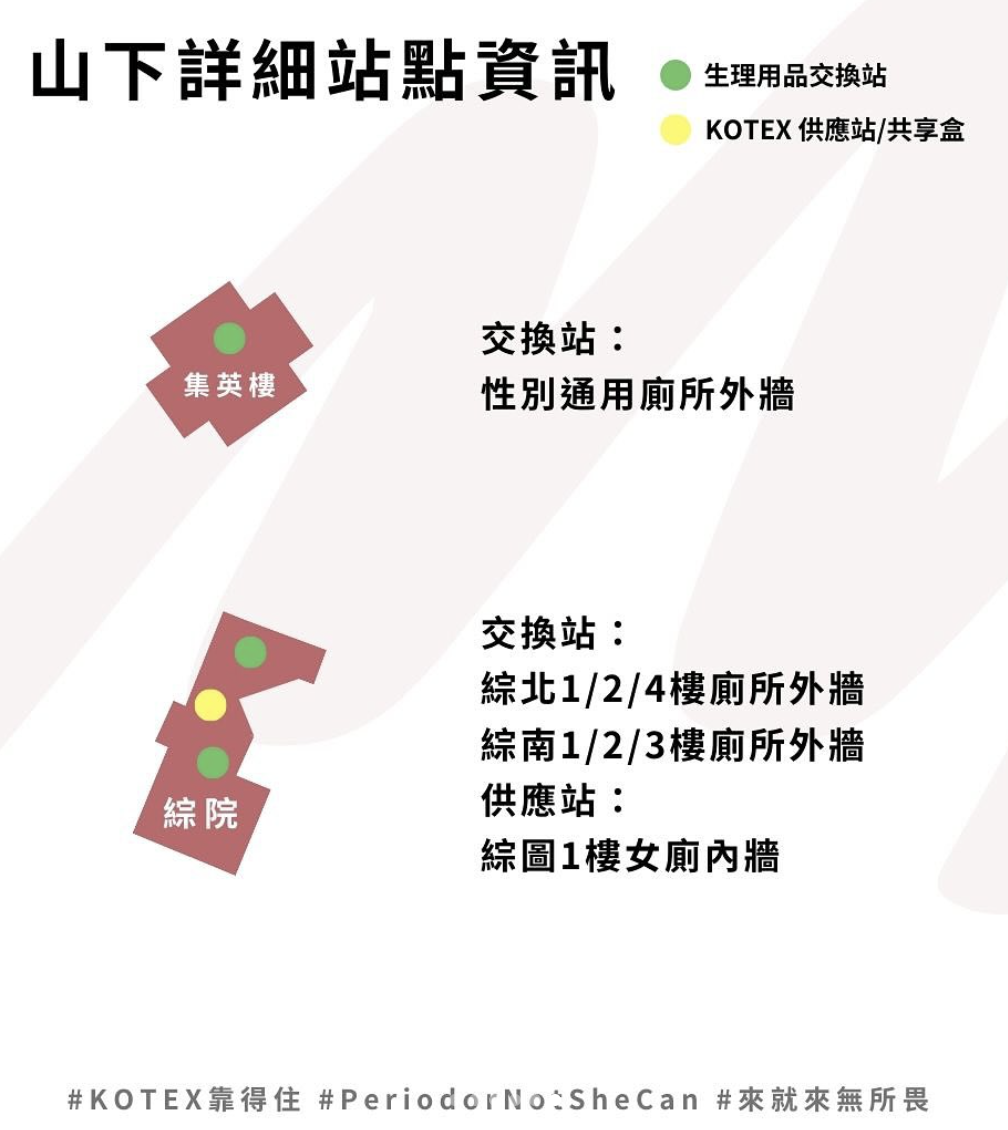 山下詳細站點資訊
生理用品交換站
KOTEX 供應站/共享盒
集英樓
交換站：
性別通用廁所外牆
綜院
交換站：
綜北1/2/4樓廁所外牆
綜南1/2/3樓廁所外牆
供應站：
綜圖1樓女廁內牆
#KOTEX靠得住 #PeriodorNotSheCan #來就來無所畏